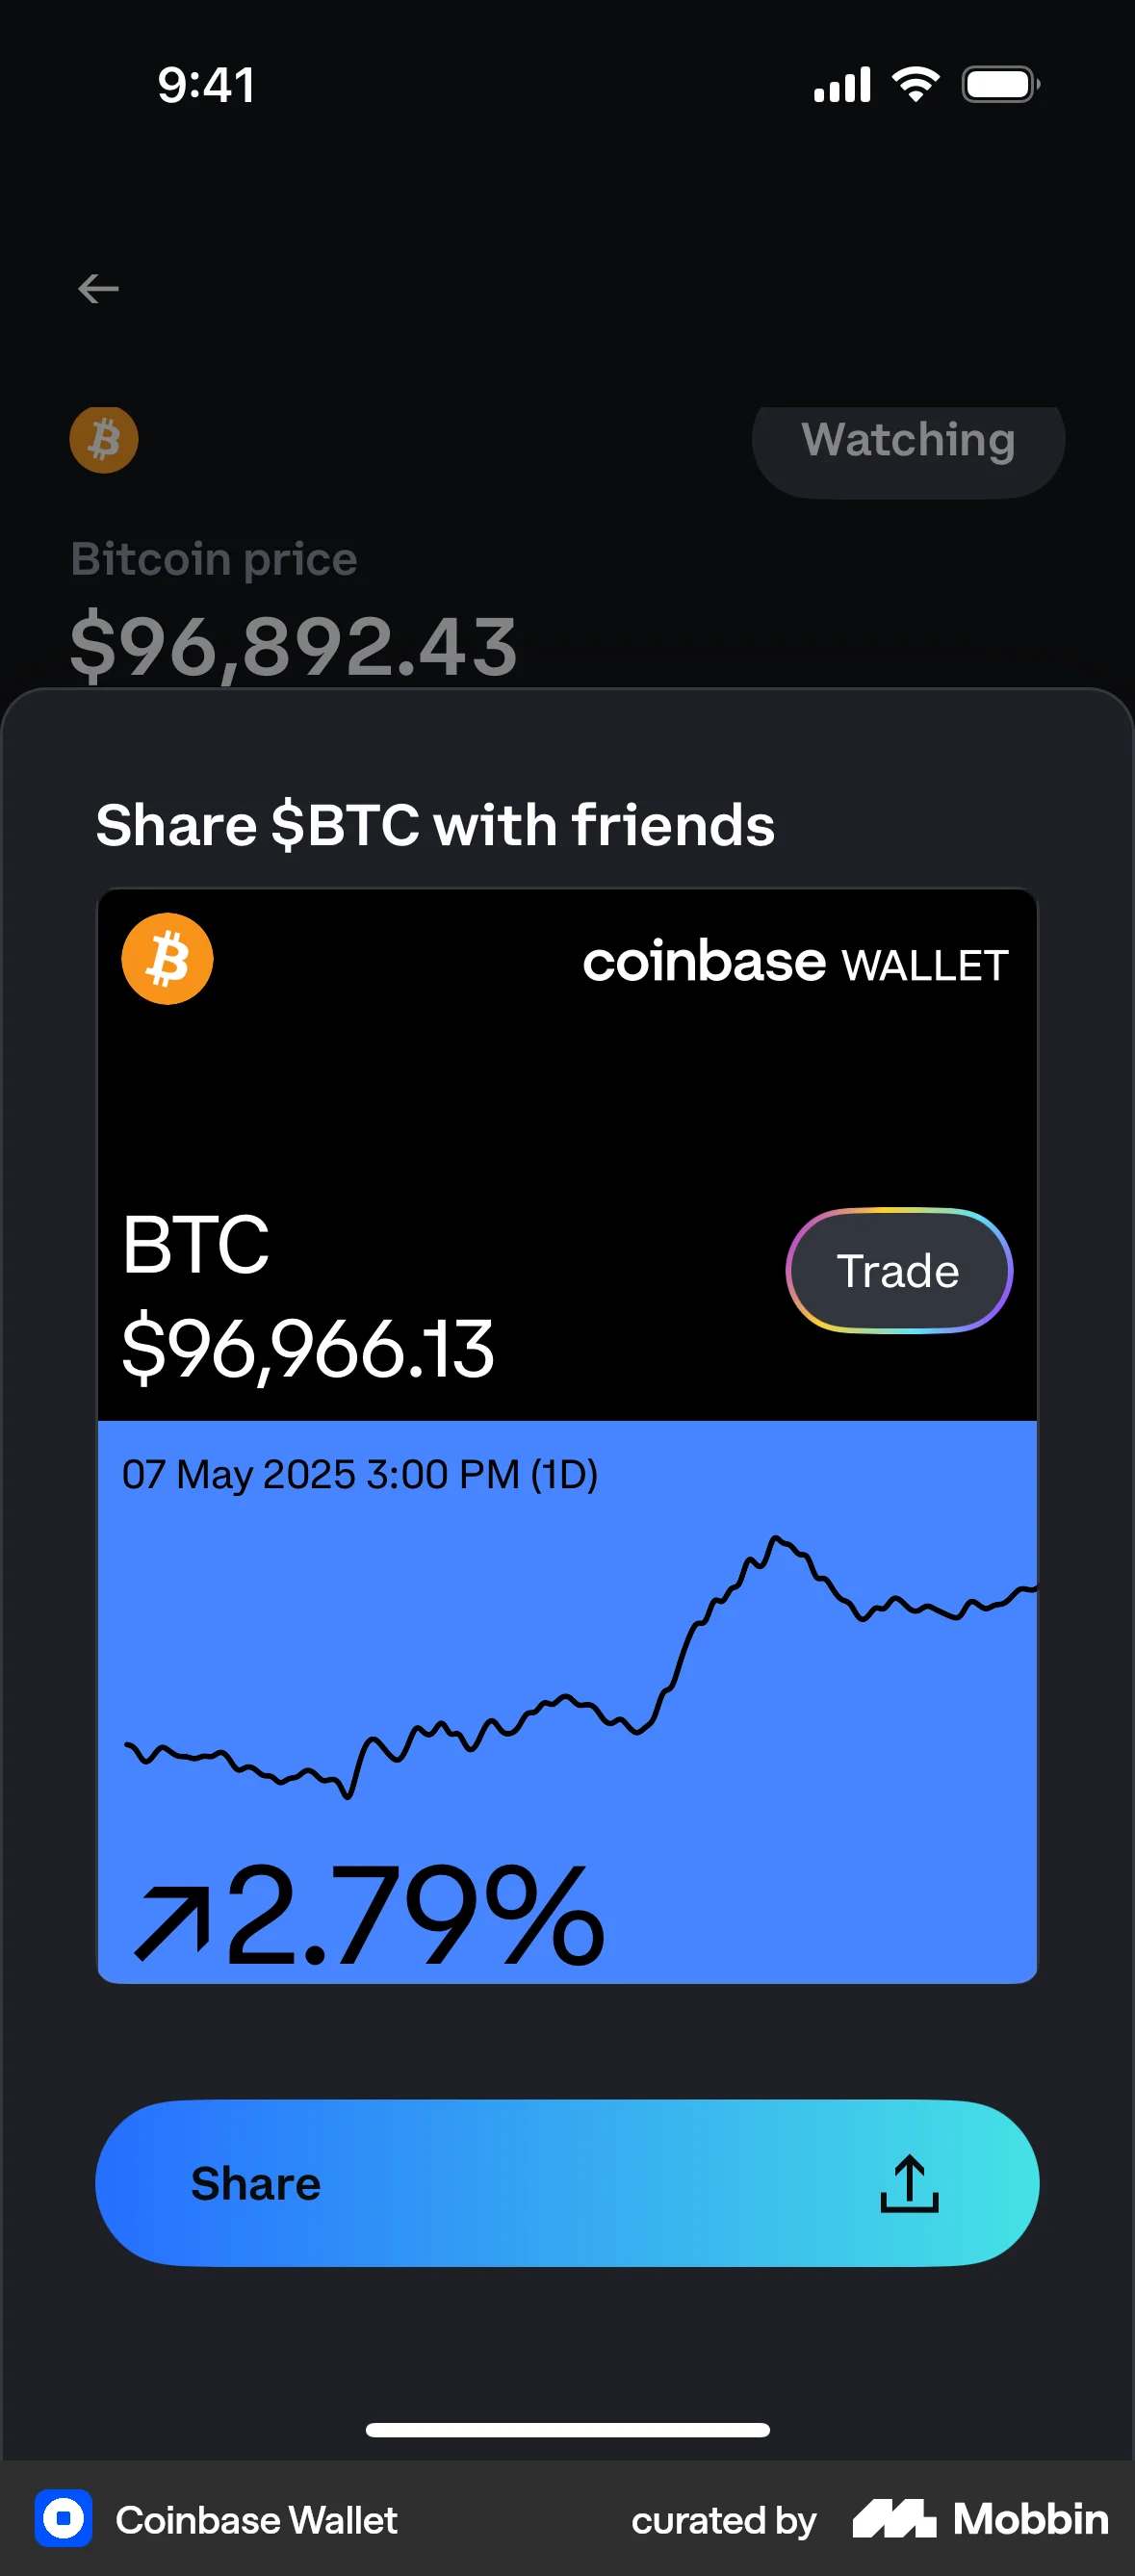 9:41
Watching
Bitcoin price
$96,892.43
Share $BTC with friends
coinbase WALLET
BTC
Trade
$96,966.13
07 May 2025 3:00 PM (1D)
2.79%
Share
Coinbase Wallet
curated by Mobbin